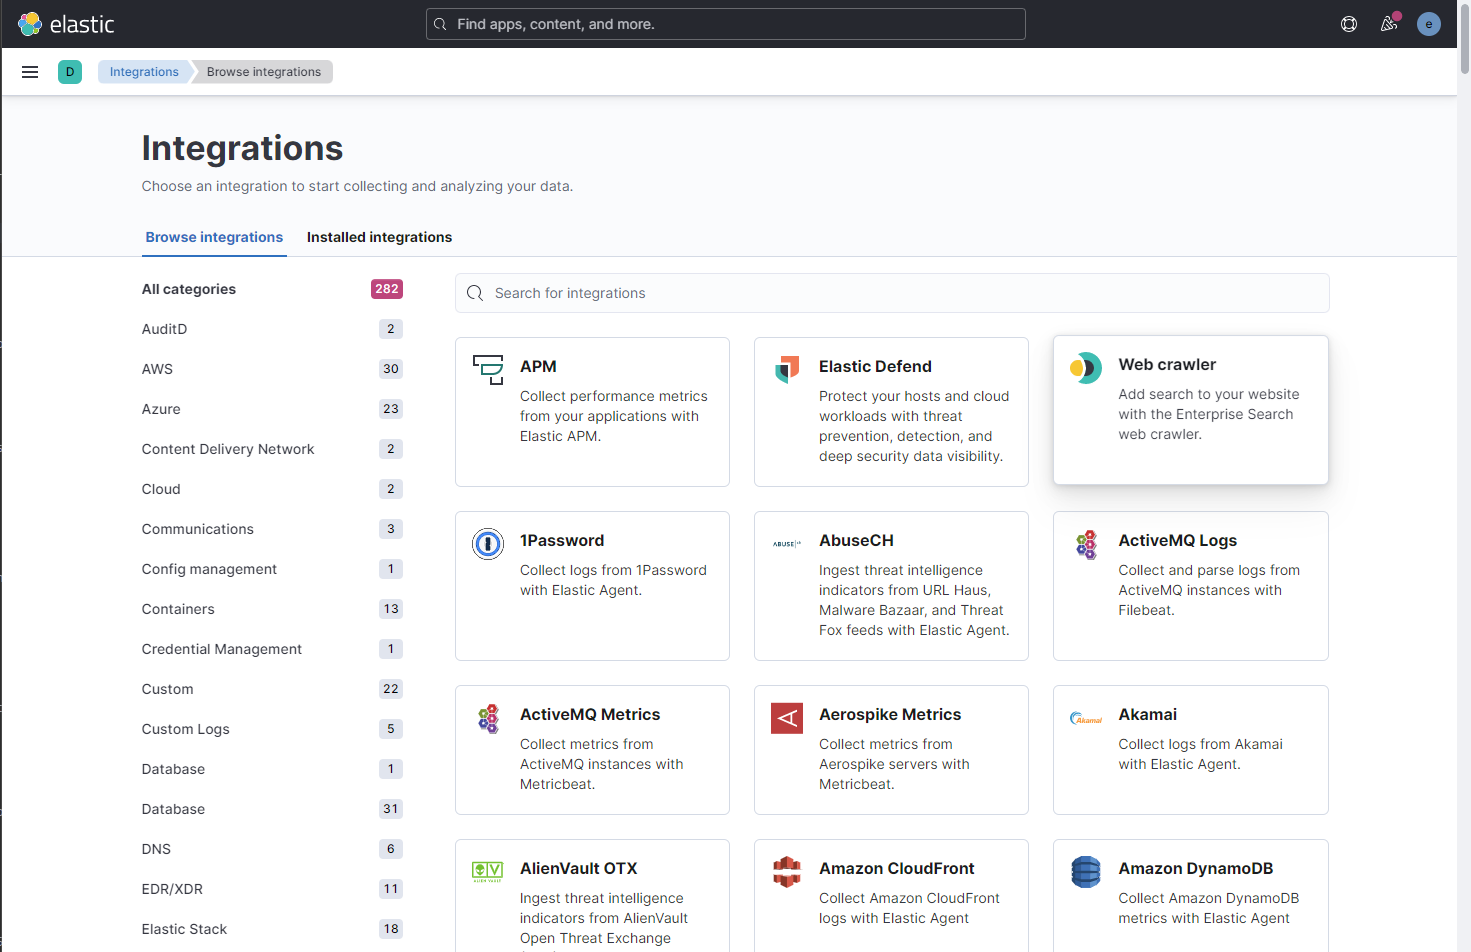 elastic
Find apps, content, and more.
e
D
Integrations
Browse integrations
Integrations
Choose an integration to start collecting and analyzing your data.
Browse integrations
Installed integrations
All categories 282
AuditD 2
AWS 30
Azure 23
Content Delivery Network 2
Cloud 2
Communications 3
Config management 1
Containers 13
Credential Management 1
Custom 22
Custom Logs 5
Database 1
Database 31
DNS 6
EDR/XDR 11
Elastic Stack 18
Search for integrations
APM
Collect performance metrics
from your applications with
Elastic APM.
Elastic Defend
Protect your hosts and cloud
workloads with threat
prevention, detection, and
deep security data visibility.
Web crawler
Add search to your website
with the Enterprise Search
web crawler.
1Password
Collect logs from 1Password
with Elastic Agent.
ABUSE
AbuseCH
Ingest threat intelligence
indicators from URL Haus,
Malware Bazaar, and Threat
Fox feeds with Elastic Agent.
ActiveMQ Logs
Collect and parse logs from
ActiveMQ instances with
Filebeat.
ActiveMQ Metrics
Collect metrics from
ActiveMQ instances with
Metricbeat.
Aerospike Metrics
Collect metrics from
Aerospike servers with
Metricbeat.
Akamai
Akamai
Collect logs from Akamai
with Elastic Agent.
ALIEN VAULT
AlienVault OTX
Ingest threat intelligence
indicators from AlienVault
Open Threat Exchange
Amazon CloudFront
Collect Amazon CloudFront
logs with Elastic Agent
Amazon DynamoDB
Collect Amazon DynamoDB
metrics with Elastic Agent